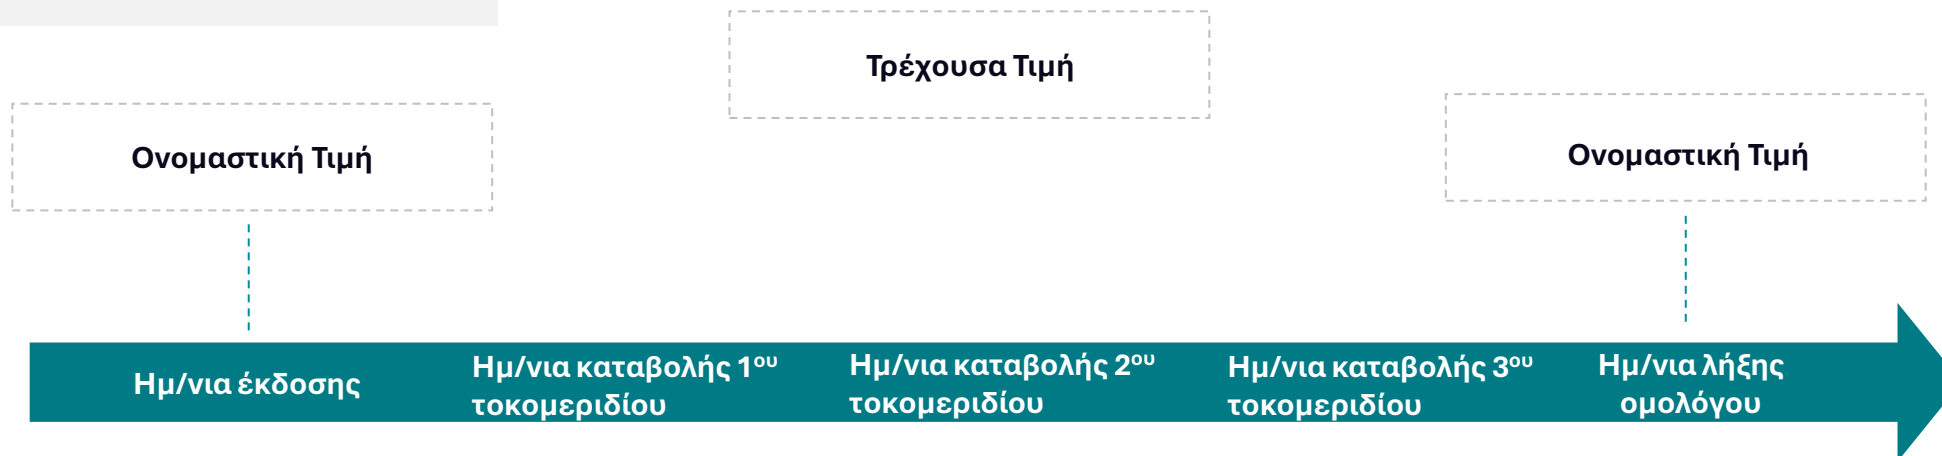 Τρέχουσα Τιμή
Ονομαστική Τιμή
Ονομαστική Τιμή
Ημ/νια έκδοσης
Ημ/νια καταβολής 1ου
τοκομεριδίου
Ημ/νια καταβολής 2ου
τοκομεριδίου
Ημ/νια καταβολής 3ου
τοκομεριδίου
Ημ/νια λήξης
ομολόγου